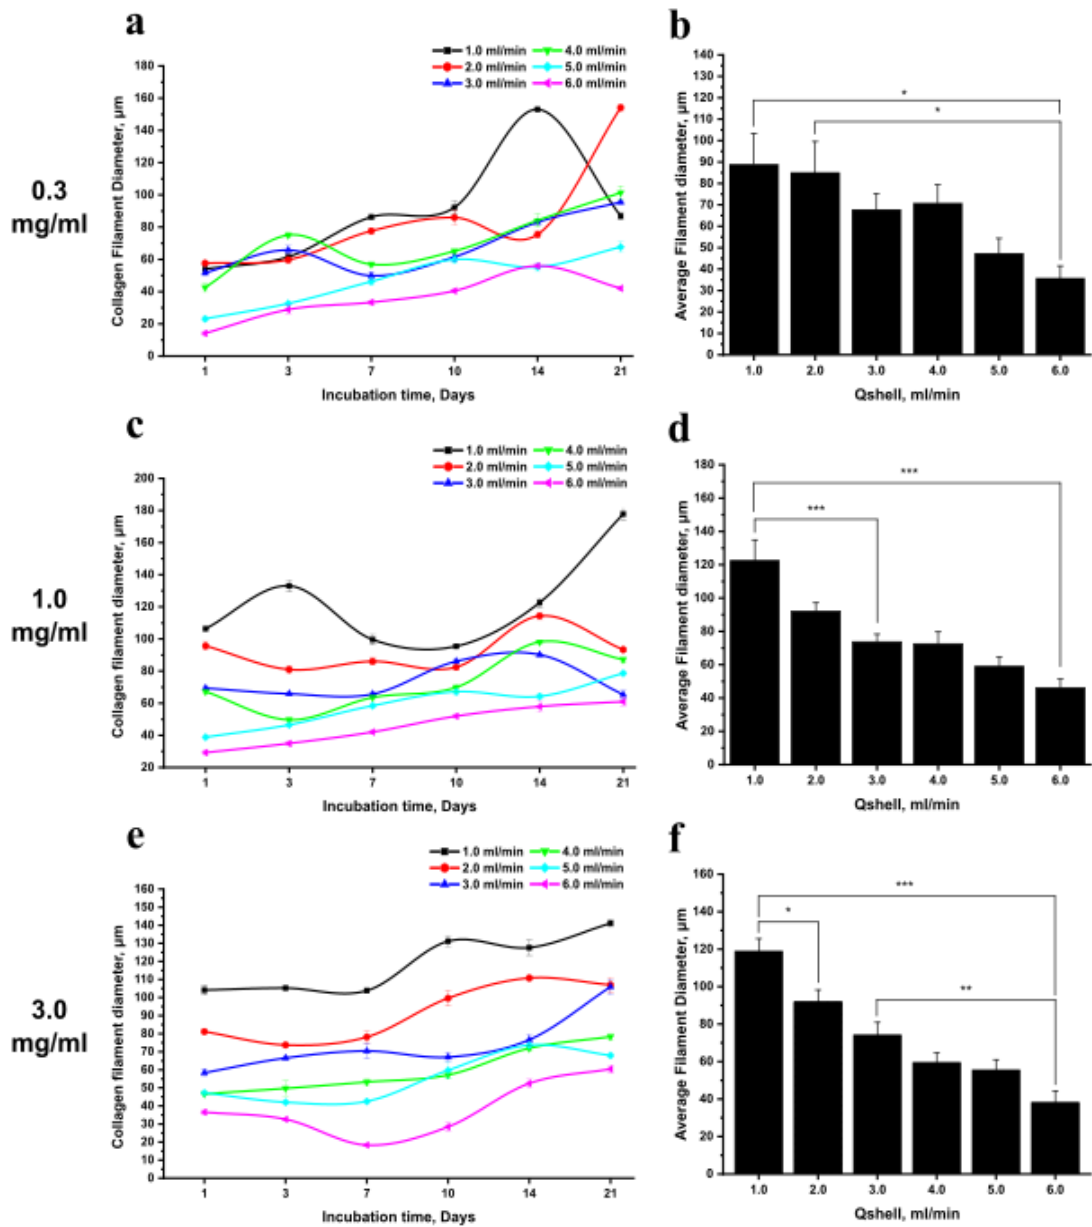 a
1.0 ml/min 4.0 ml/min
2.0 ml/min 5.0 ml/min
3.0 ml/min 6.0 ml/min
180
160
140
120
100
80
60
40
20
0
Collagen Filament Diameter, µm
1 3 7 10 14 21
Incubation time, Days
0.3
mg/ml
b
140
130
120
110
100
90
80
70
60
50
40
30
20
10
0
Average Filament diameter, µm
*
*
1.0 2.0 3.0 4.0 5.0 6.0
Qshell, ml/min
c
1.0 ml/min 4.0 ml/min
2.0 ml/min 5.0 ml/min
3.0 ml/min 6.0 ml/min
200
180
160
140
120
100
80
60
40
20
Collagen filament diameter, µm
1 3 7 10 14 21
Incubation time, Days
1.0
mg/ml
d
180
160
140
120
100
80
60
40
20
0
Average Filament diameter, µm
***
***
1.0 2.0 3.0 4.0 5.0 6.0
Qshell, ml/min
e
1.0 ml/min 4.0 ml/min
2.0 ml/min 5.0 ml/min
3.0 ml/min 6.0 ml/min
160
150
140
130
120
110
100
90
80
70
60
50
40
30
20
10
0
Collagen filament diameter, µm
1 3 7 10 14 21
Incubation time, Days
3.0
mg/ml
f
160
140
120
100
80
60
40
20
0
Average Filament Diameter, µm
***
*
**
1.0 2.0 3.0 4.0 5.0 6.0
Qshell, ml/min